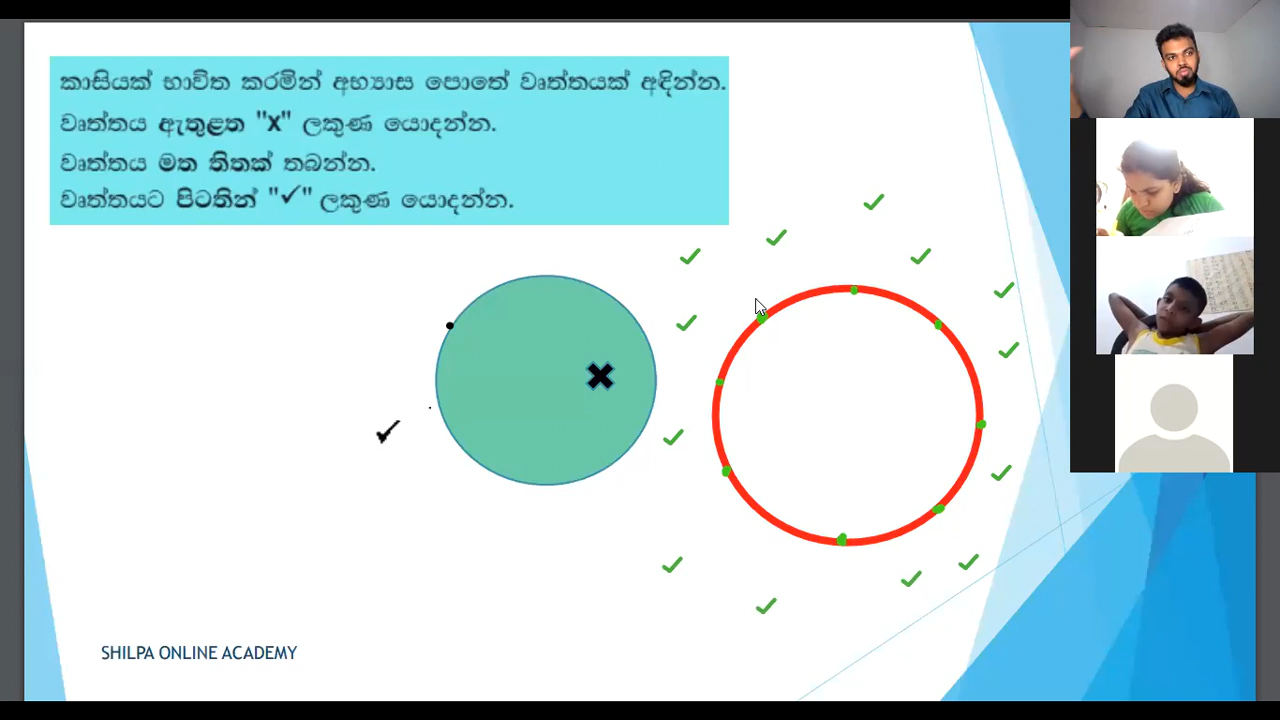 කාසියක් භාවිත කරමින් අභ්‍යාස පොතේ වෘත්තයක් අඳින්න.
වෘත්තය ඇතුළත "x" ලකුණ යොදන්න.
වෘත්තය මත තිතක් තබන්න.
වෘත්තයට පිටතින් "✓" ලකුණ යොදන්න.
SHILPA ONLINE ACADEMY